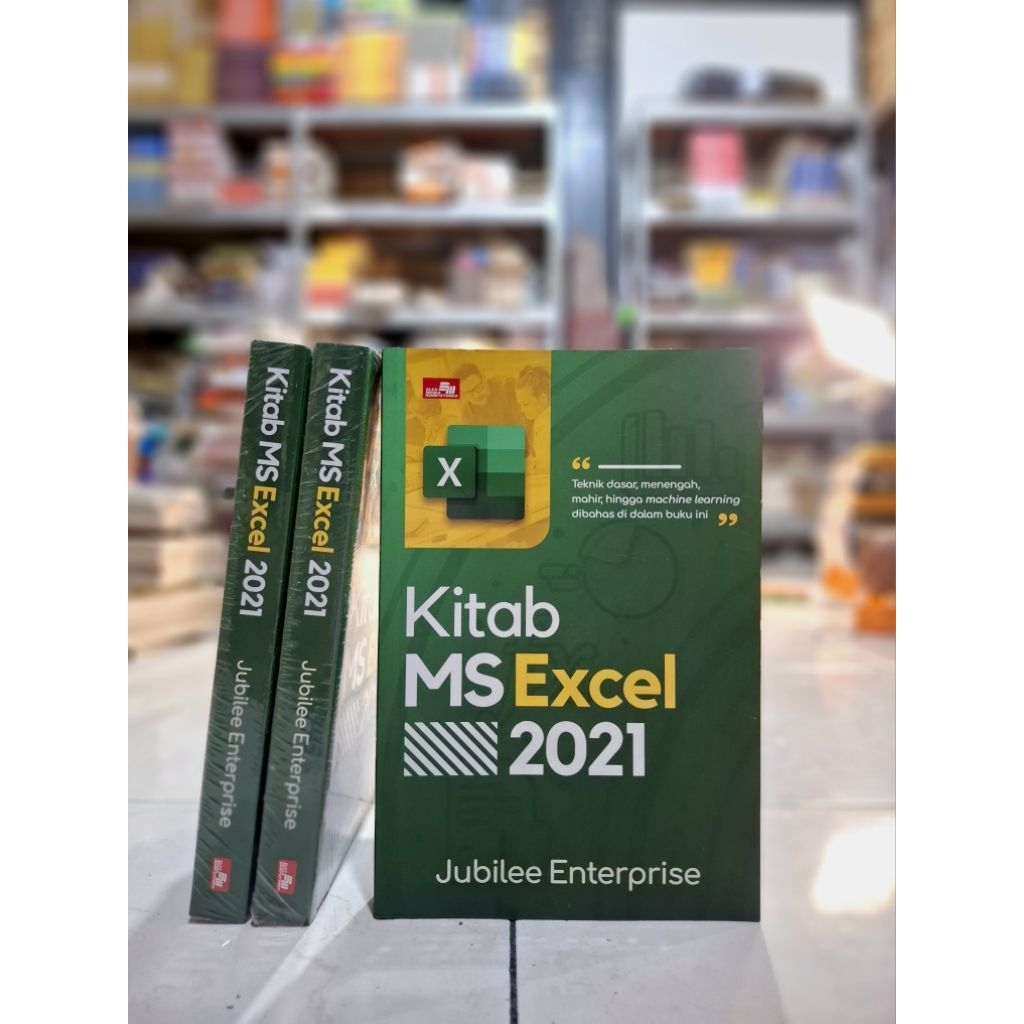 Kitab MS Excel 2021
Jubilee Enterprise
Kitab MS Excel 2021
Jubilee Enterprise
X
“
Teknik dasar, menengah,
mahir, hingga machine learning
dibahas di dalam buku ini ”
Kitab
MS Excel
2021
Jubilee Enterprise